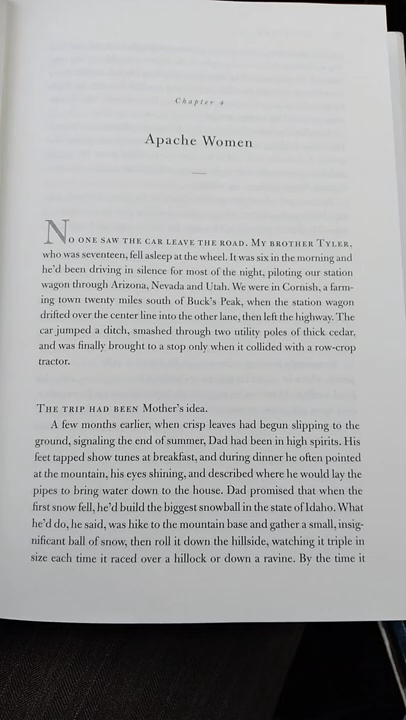 Chapter 4
Apache Women
NO ONE SAW THE CAR LEAVE THE ROAD. MY BROTHER TYLER,
who was seventeen, fell asleep at the wheel. It was six in the morning and
he'd been driving in silence for most of the night, piloting our station
wagon through Arizona, Nevada and Utah. We were in Cornish, a farm-
ing town twenty miles south of Buck's Peak, when the station wagon
drifted over the center line into the other lane, then left the highway. The
car jumped a ditch, smashed through two utility poles of thick cedar,
and was finally brought to a stop only when it collided with a row-crop
tractor.
THE TRIP HAD BEEN Mother's idea.
A few months earlier, when crisp leaves had begun slipping to the
ground, signaling the end of summer, Dad had been in high spirits. His
feet tapped show tunes at breakfast, and during dinner he often pointed
at the mountain, his eyes shining, and described where he would lay the
pipes to bring water down to the house. Dad promised that when the
first snow fell, he'd build the biggest snowball in the state of Idaho. What
he'd do, he said, was hike to the mountain base and gather a small, insig-
nificant ball of snow, then roll it down the hillside, watching it triple in
size each time it raced over a hillock or down a ravine. By the time it